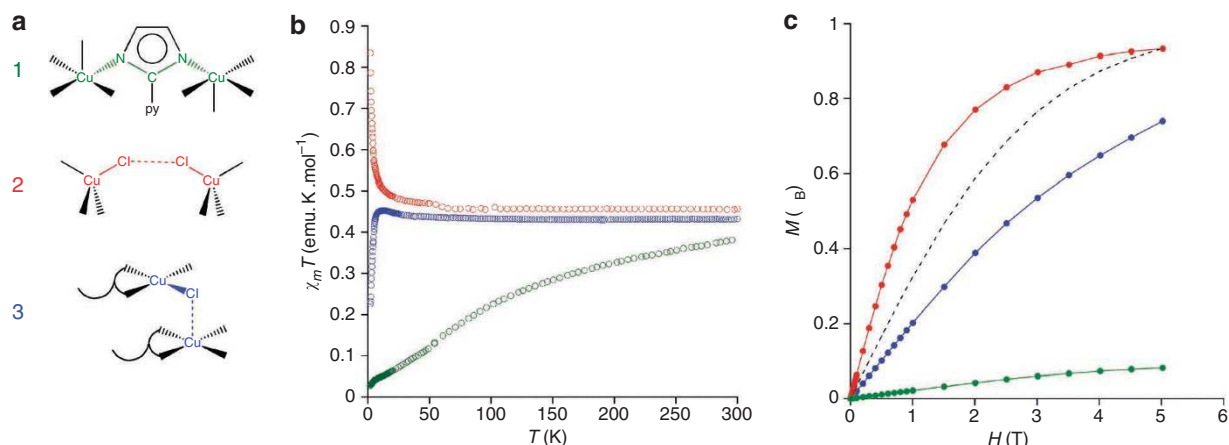 a
1
N
N
Cu
Cu
C
py
2
Cl
Cl
Cu
Cu
3
Cu
Cl
Cu
b
0.9
0.8
0.7
0.6
0.5
0.4
0.3
0.2
0.1
0
0
50
100
150
200
250
300
χmT (emu. K .mol⁻¹)
T (K)
c
1
0.8
0.6
0.4
0.2
0
0
1
2
3
4
5
6
M ( B)
H (T)